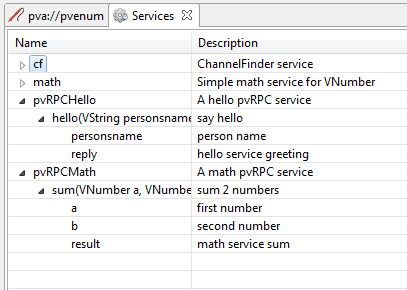 pva://pvenum Services
Name Description
cf ChannelFinder service
math Simple math service for VNumber
pvRPCHello A hello pvRPC service
hello(VString personsname say hello
personsname person name
reply hello service greeting
pvRPCMath A math pvRPC service
sum(VNumber a, VNumbe sum 2 numbers
a first number
b second number
result math service sum